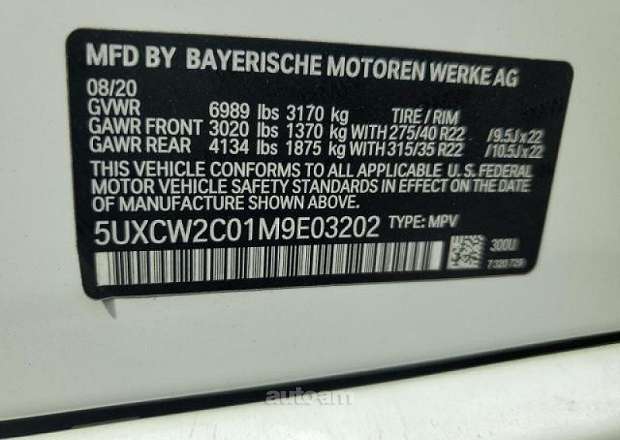 MFD BY BAYERISCHE MOTOREN WERKE AG
08/20
GVWR 6989 lbs 3170 kg TIRE / RIM
GAWR FRONT 3020 lbs 1370 kg WITH 275/40 R22 /9.5Jx22
GAWR REAR 4134 lbs 1875 kg WITH 315/35 R22 /10.5Jx22
THIS VEHICLE CONFORMS TO ALL APPLICABLE U.S. FEDERAL
MOTOR VEHICLE SAFETY STANDARDS IN EFFECT ON THE DATE
OF MANUFACTURE SHOWN ABOVE.
5UXCW2C01M9E03202 TYPE: MPV
300U
7 320 729
autoam